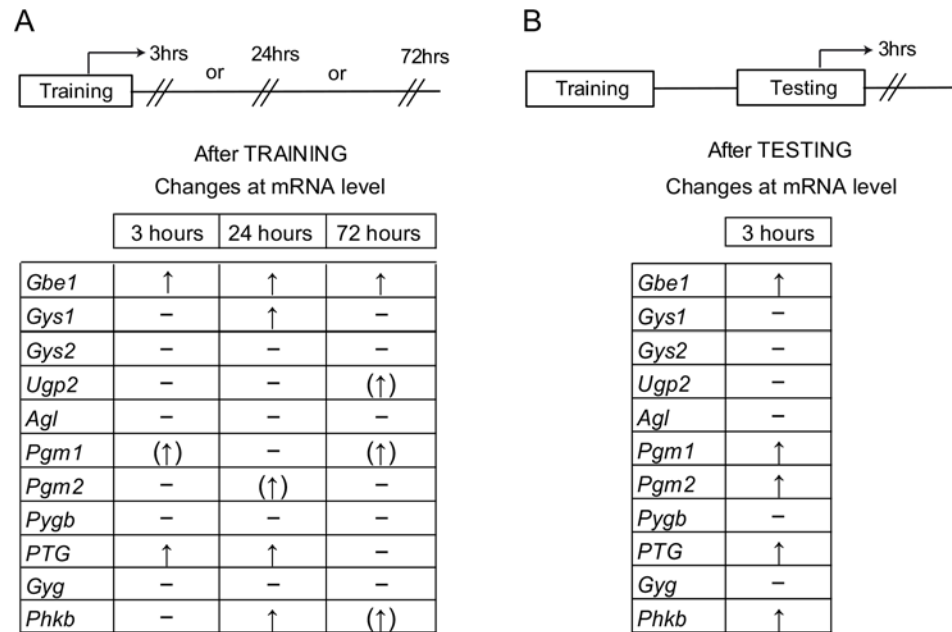 A
3hrs
or
24hrs
or
72hrs
Training
After TRAINING
Changes at mRNA level
3 hours 24 hours 72 hours
Gbe1 ↑ ↑ ↑
Gys1 – ↑ –
Gys2 – – –
Ugp2 – – (↑)
Agl – – –
Pgm1 (↑) – (↑)
Pgm2 – (↑) –
Pygb – – –
PTG ↑ ↑ –
Gyg – – –
Phkb – ↑ (↑)
B
3hrs
Training Testing
After TESTING
Changes at mRNA level
3 hours
Gbe1 ↑
Gys1 –
Gys2 –
Ugp2 –
Agl –
Pgm1 ↑
Pgm2 ↑
Pygb –
PTG ↑
Gyg –
Phkb ↑